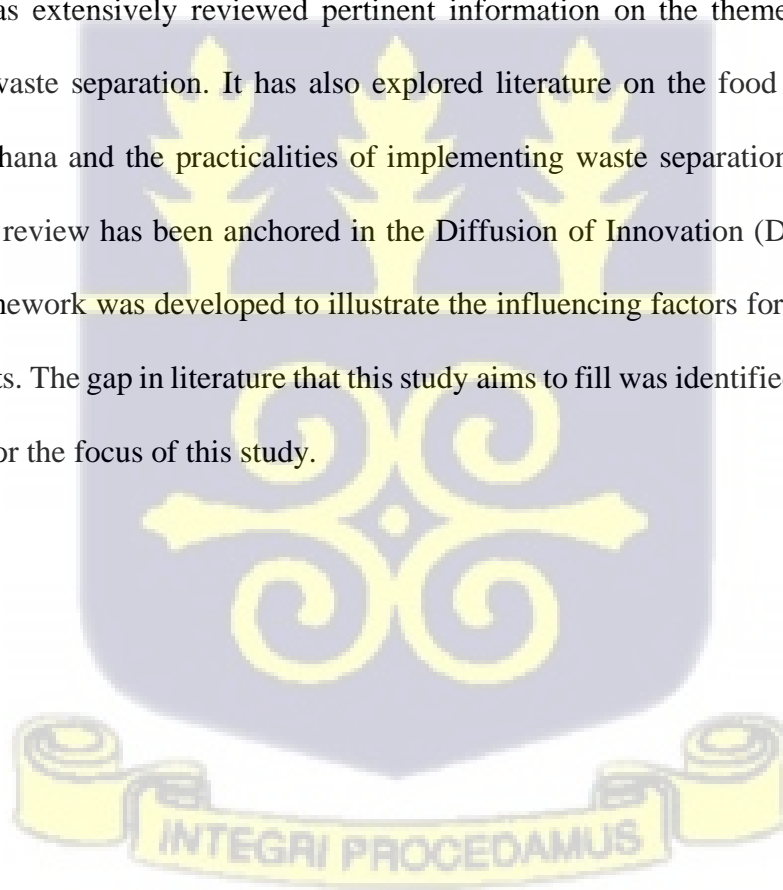 as extensively reviewed pertinent information on the theme
waste separation. It has also explored literature on the food
hana and the practicalities of implementing waste separation
review has been anchored in the Diffusion of Innovation (D
nework was developed to illustrate the influencing factors for
ts. The gap in literature that this study aims to fill was identifie
or the focus of this study.
INTEGRI PROCEDAMUS